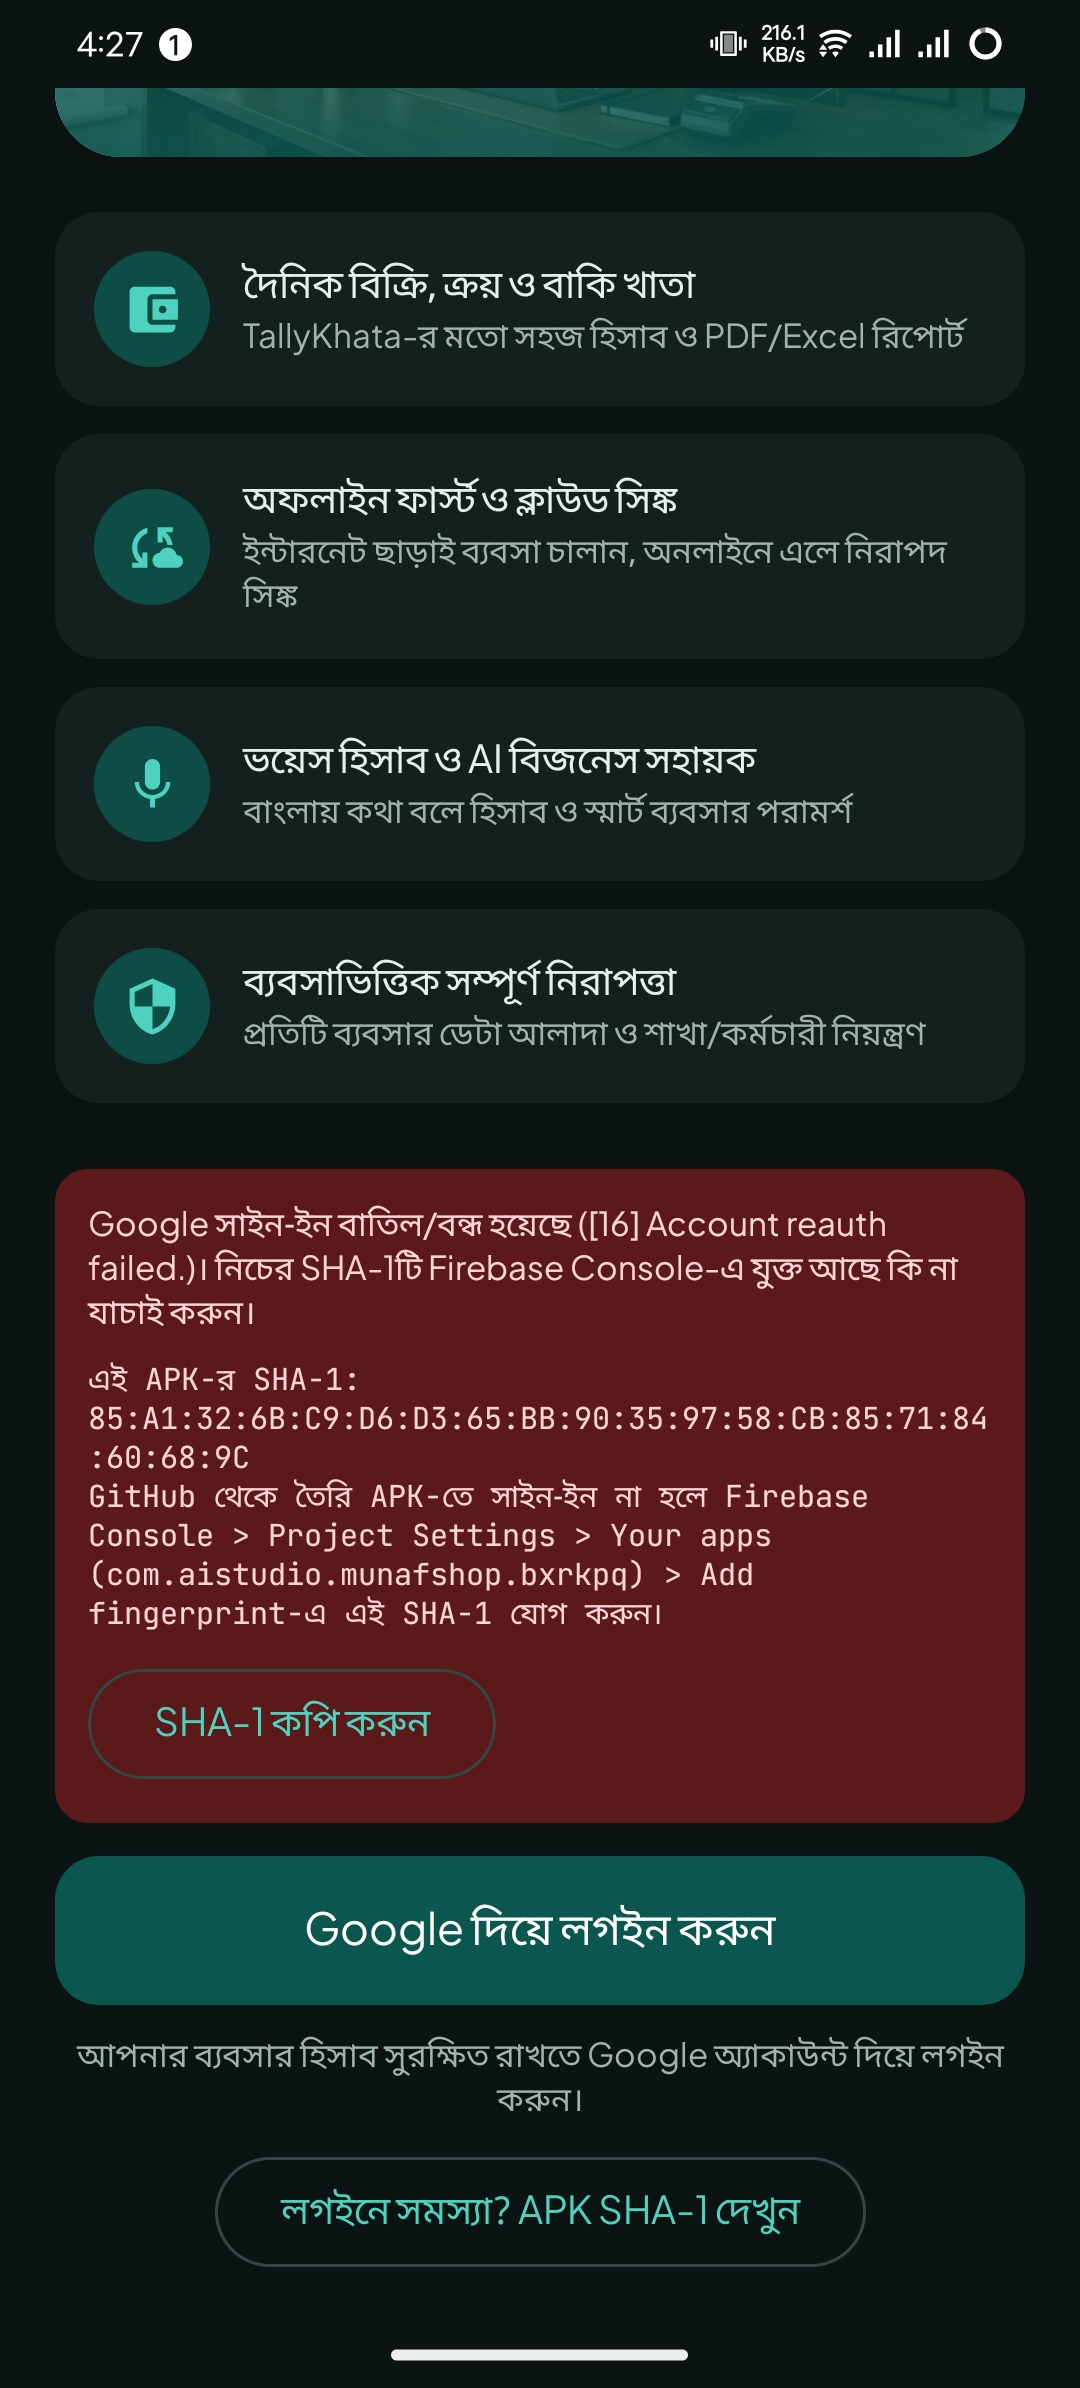 4:27
1
216.1
KB/s
দৈনিক বিক্রি, ক্রয় ও বাকি খাতা
TallyKhata-র মতো সহজ হিসাব ও PDF/Excel রিপোর্ট
অফলাইন ফার্স্ট ও ক্লাউড সিঙ্ক
ইন্টারনেট ছাড়াই ব্যবসা চালান, অনলাইনে এলে নিরাপদ
সিঙ্ক
ভয়েস হিসাব ও AI বিজনেস সহায়ক
বাংলায় কথা বলে হিসাব ও স্মার্ট ব্যবসার পরামর্শ
ব্যবসাভিত্তিক সম্পূর্ণ নিরাপত্তা
প্রতিটি ব্যবসার ডেটা আলাদা ও শাখা/কর্মচারী নিয়ন্ত্রণ
Google সাইন-ইন বাতিল/বন্ধ হয়েছে ([16] Account reauth
failed.)। নিচের SHA-1টি Firebase Console-এ যুক্ত আছে কি না
যাচাই করুন।
এই APK-র SHA-1:
85:A1:32:6B:C9:D6:D3:65:BB:90:35:97:58:CB:85:71:84
:60:68:9C
GitHub থেকে তৈরি APK-তে সাইন-ইন না হলে Firebase
Console > Project Settings > Your apps
(com.aistudio.munafshop.bxrkpq) > Add
fingerprint-এ এই SHA-1 যোগ করুন।
SHA-1 কপি করুন
Google দিয়ে লগইন করুন
আপনার ব্যবসার হিসাব সুরক্ষিত রাখতে Google অ্যাকাউন্ট দিয়ে লগইন
করুন।
লগইনে সমস্যা? APK SHA-1 দেখুন